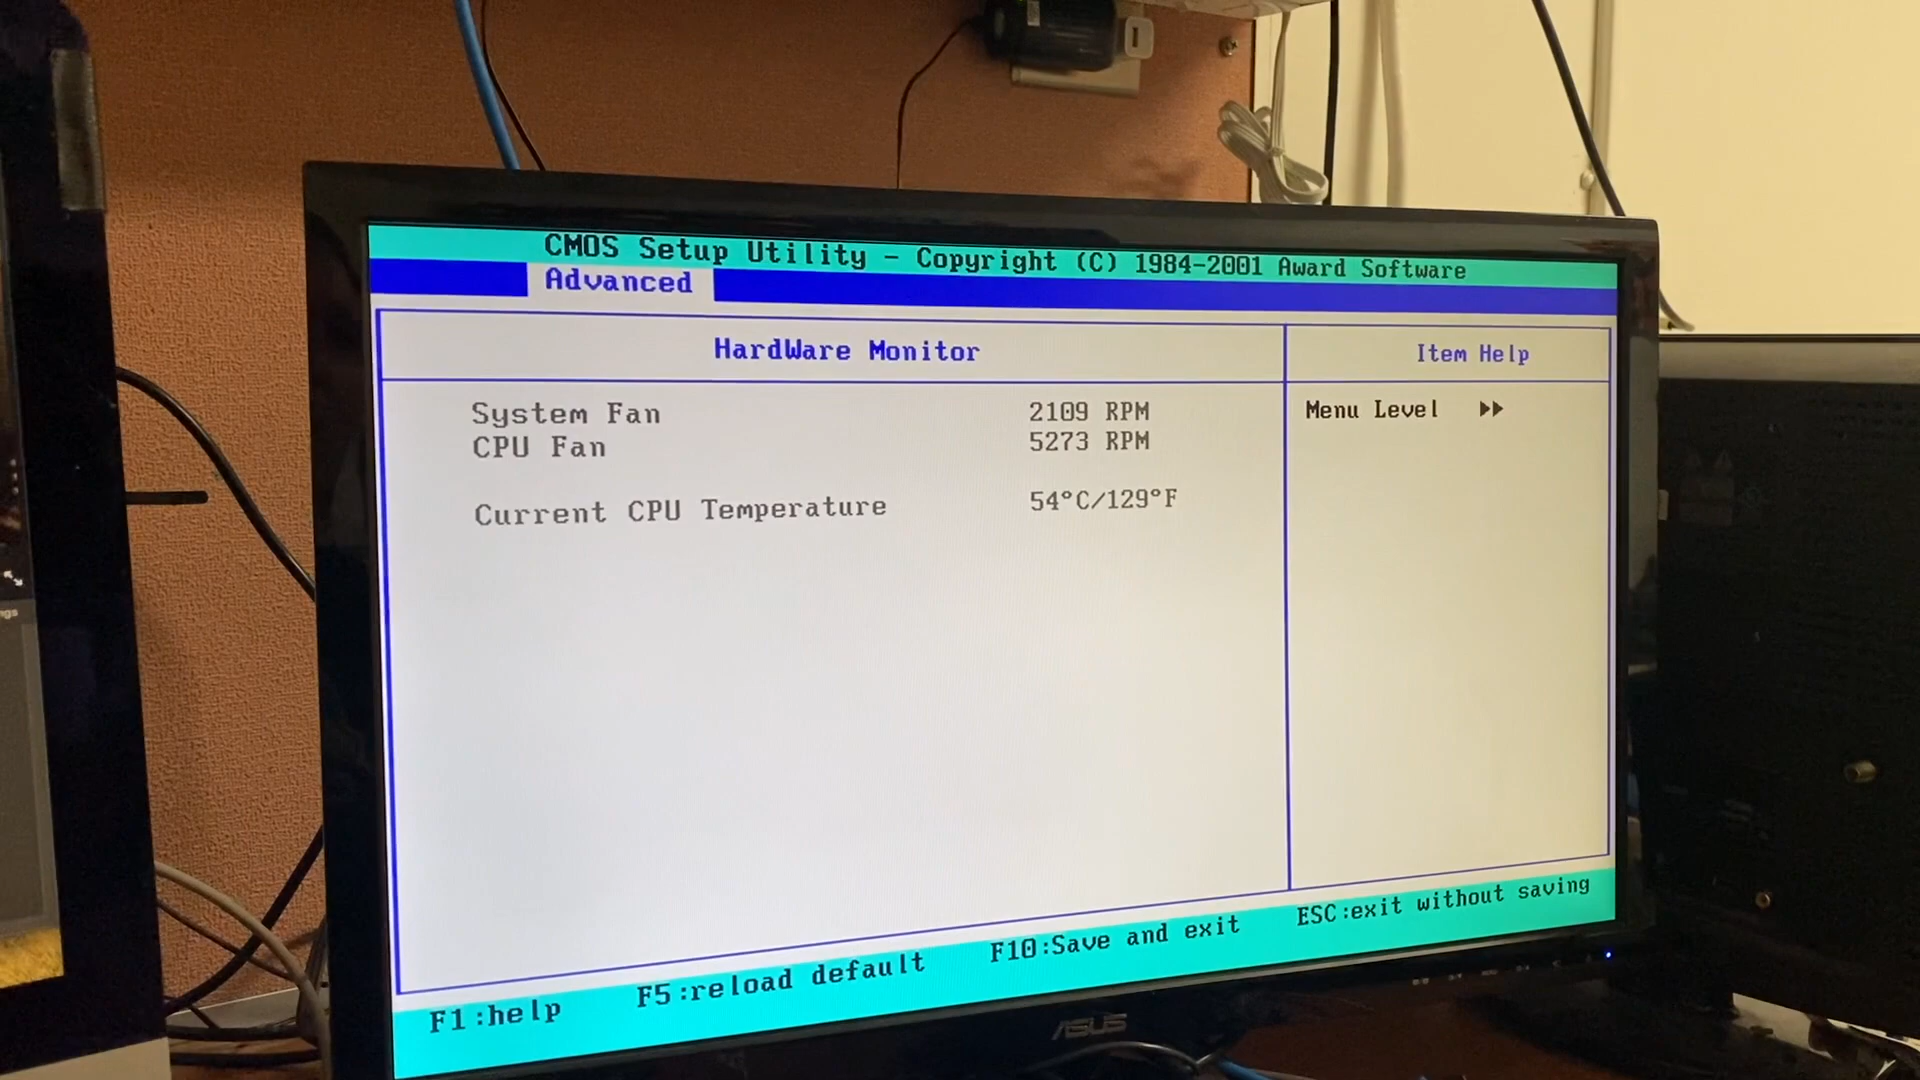 CMOS Setup Utility - Copyright (C) 1984-2001 Award Software
Advanced
HardWare Monitor
Item Help
System Fan 2109 RPM
CPU Fan 5273 RPM
Current CPU Temperature 54°C/129°F
Menu Level ▶▶
F1:help F5:reload default F10:Save and exit ESC:exit without saving
ASUS
ngs